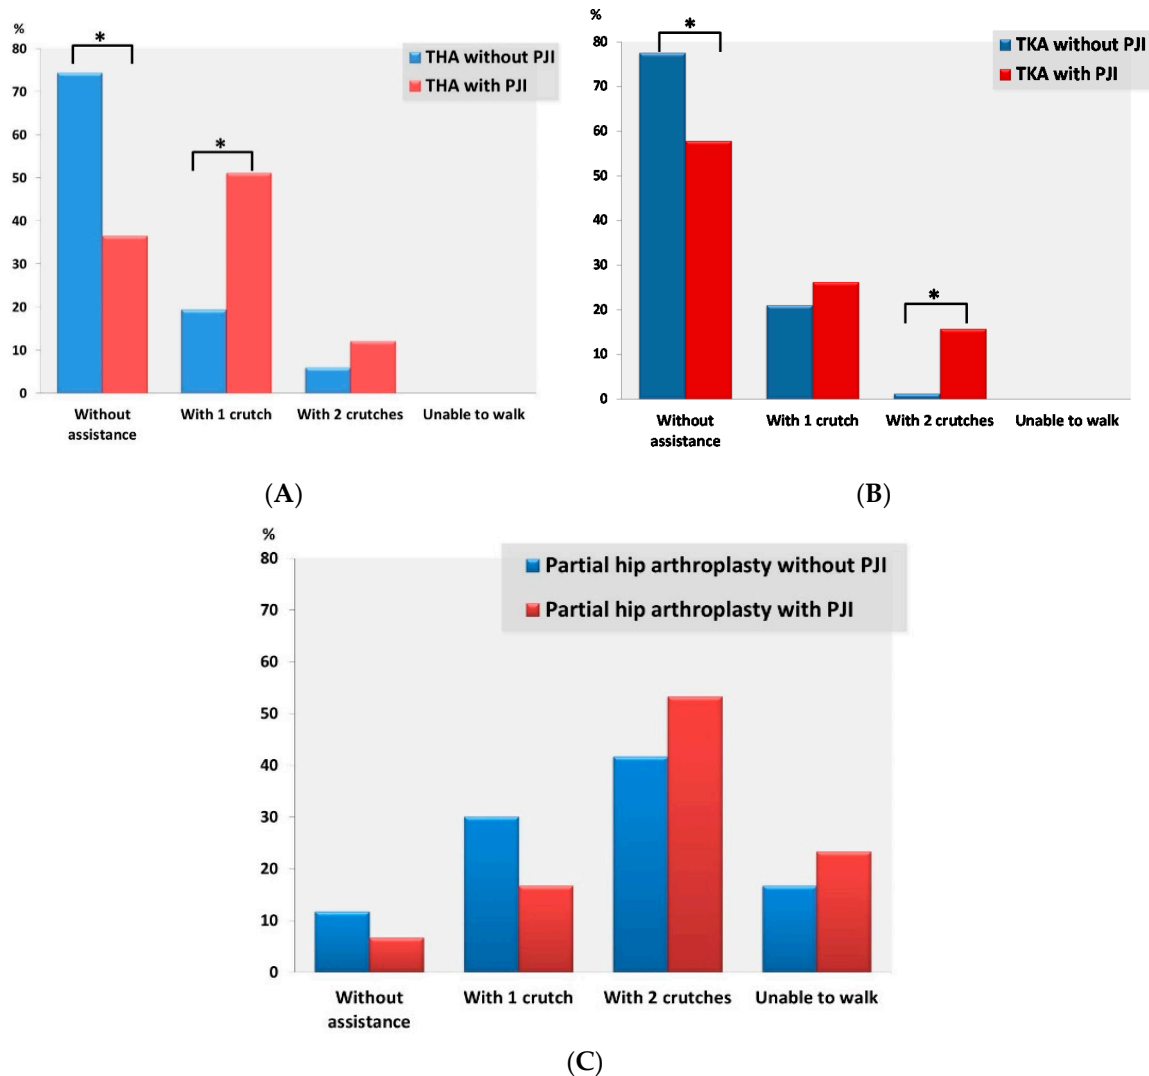 %
80
70
60
50
40
30
20
10
0
*
*
THA without PJI
THA with PJI
Without
assistance
With 1 crutch
With 2 crutches
Unable to walk
(A)
%
80
70
60
50
40
30
20
10
0
*
*
TKA without PJI
TKA with PJI
Without
assistance
With 1 crutch
With 2 crutches
Unable to walk
(B)
%
80
70
60
50
40
30
20
10
0
Partial hip arthroplasty without PJI
Partial hip arthroplasty with PJI
Without
assistance
With 1 crutch
With 2 crutches
Unable to walk
(C)